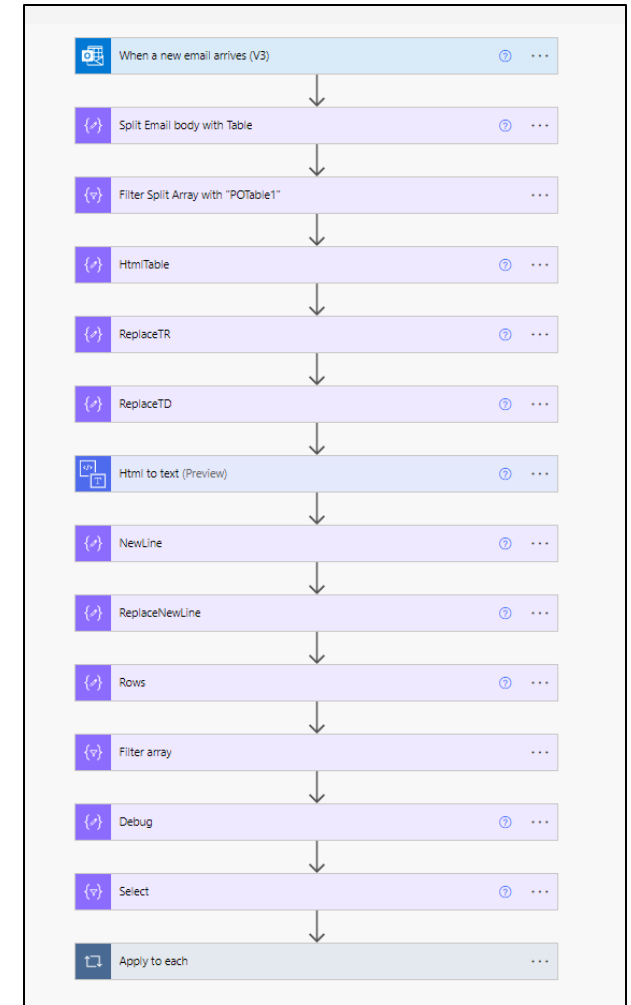 When a new email arrives (V3)
Split Email body with Table
Filter Split Array with "POTable1"
HtmlTable
ReplaceTR
ReplaceTD
Html to text (Preview)
NewLine
ReplaceNewLine
Rows
Filter array
Debug
Select
Apply to each